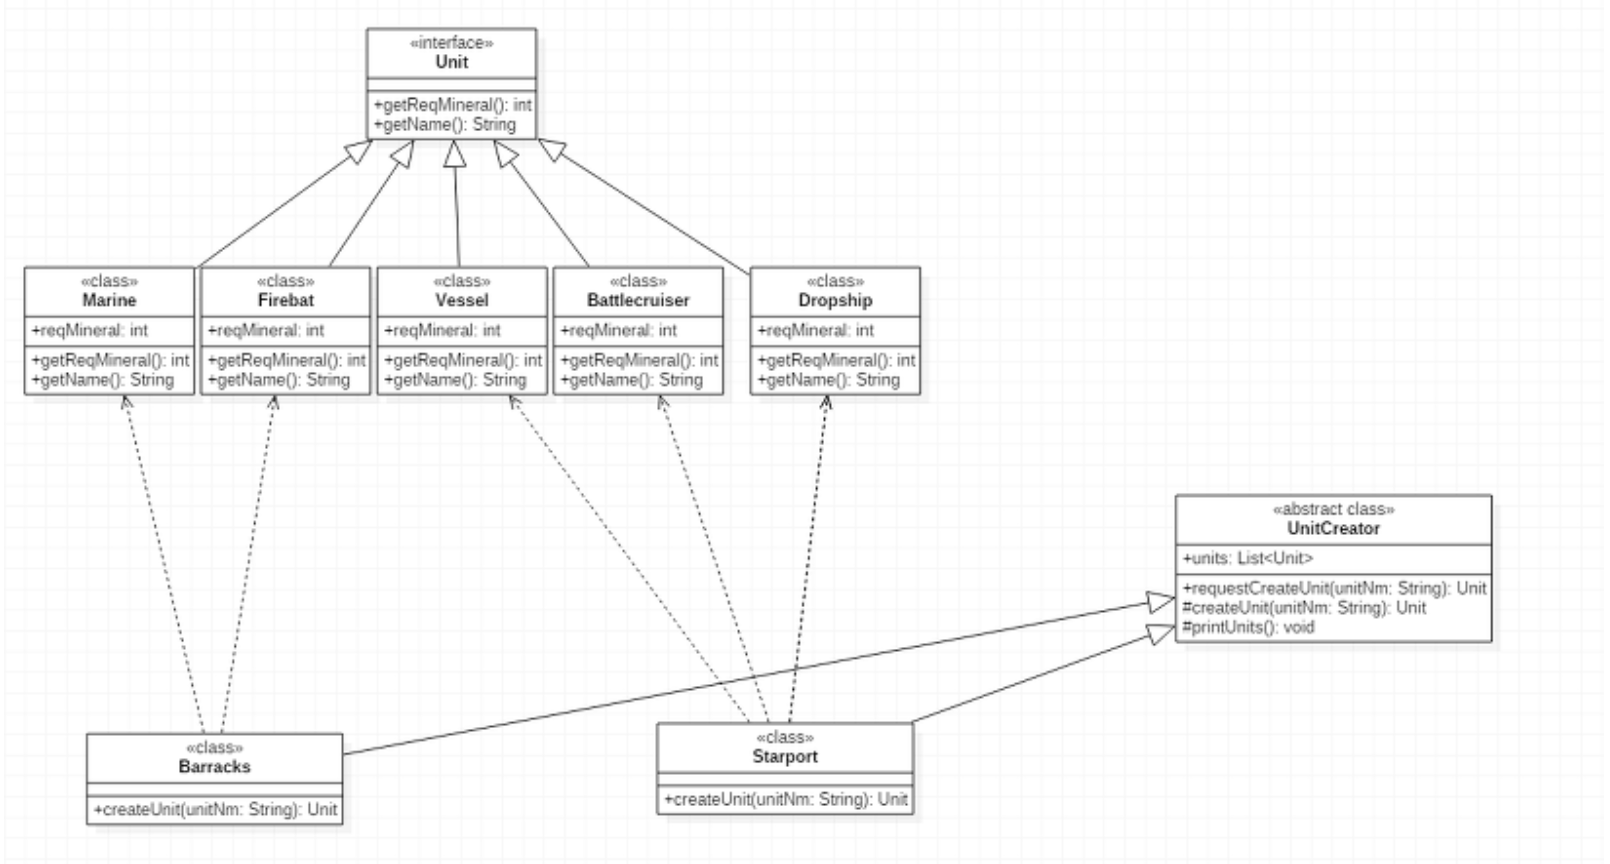 «interface»
Unit
+getReqMineral(): int
+getName(): String
«class»
Marine
+reqMineral: int
+getReqMineral(): int
+getName(): String
«class»
Firebat
+reqMineral: int
+getReqMineral(): int
+getName(): String
«class»
Vessel
+reqMineral: int
+getReqMineral(): int
+getName(): String
«class»
Battlecruiser
+reqMineral: int
+getReqMineral(): int
+getName(): String
«class»
Dropship
+reqMineral: int
+getReqMineral(): int
+getName(): String
«abstract class»
UnitCreator
+units: List<Unit>
+requestCreateUnit(unitNm: String): Unit
#createUnit(unitNm: String): Unit
#printUnits(): void
«class»
Barracks
+createUnit(unitNm: String): Unit
«class»
Starport
+createUnit(unitNm: String): Unit